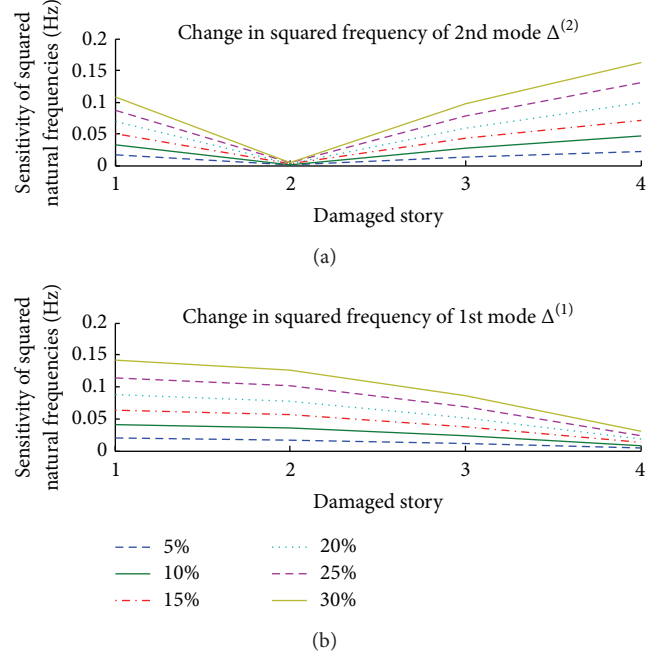 Change in squared frequency of 2nd mode Δ(2)
Sensitivity of squared
natural frequencies (Hz)
0.2
0.15
0.1
0.05
0
1 2 3 4
Damaged story
(a)
Change in squared frequency of 1st mode Δ(1)
Sensitivity of squared
natural frequencies (Hz)
0.2
0.15
0.1
0.05
0
1 2 3 4
Damaged story
5% 20%
10% 25%
15% 30%
(b)